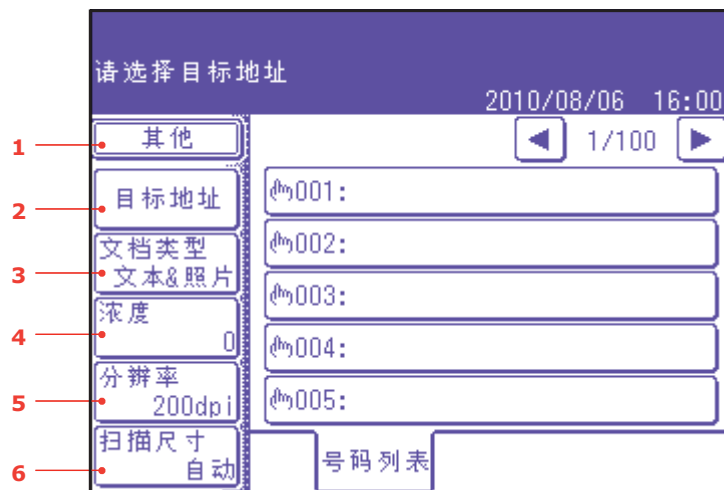 请选择目标地址
2010/08/06 16:00
1
其他
1/100
2
目标地址
001:
3
文档类型
文本&照片
002:
4
浓度
0
003:
5
分辨率
200dpi
004:
6
扫描尺寸
自动
005:
号码列表